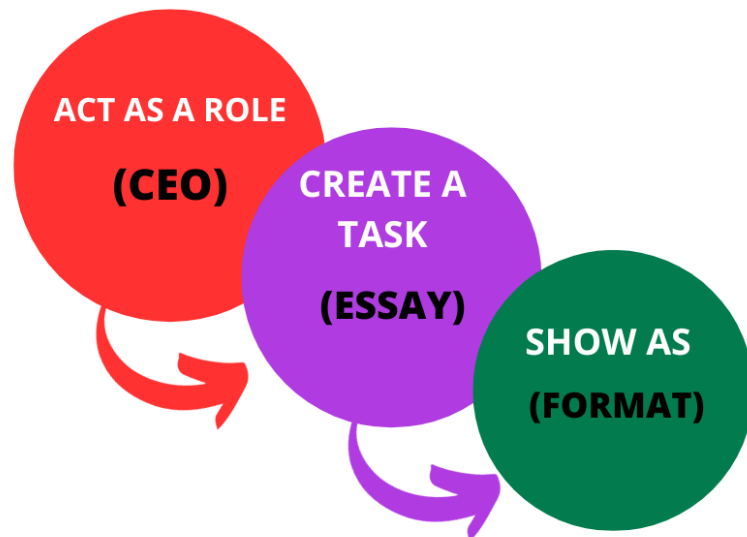 ACT AS A ROLE
(CEO)
CREATE A
TASK
(ESSAY)
SHOW AS
(FORMAT)